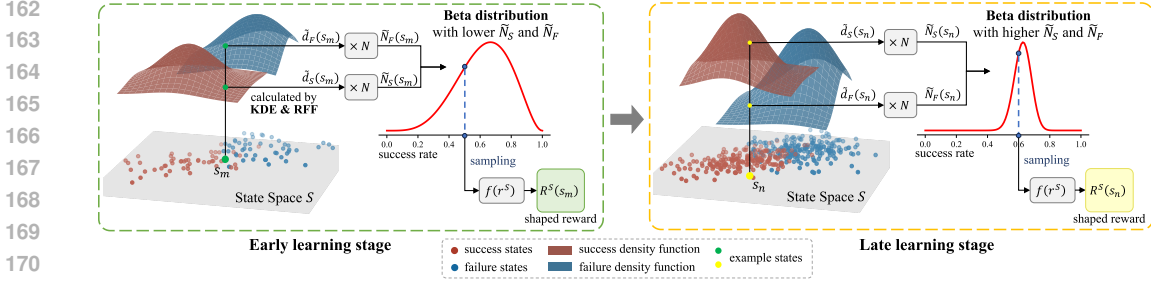 162
163
164
165
166
167
168
169
170
Beta distribution
with lower Ñ_S and Ñ_F
d̃_F(s_m)
× N
Ñ_F(s_m)
d̃_S(s_m)
× N
Ñ_S(s_m)
calculated by
KDE & RFF
0.0 0.2 0.4 0.6 0.8 1.0
success rate
sampling
s_m
State Space S
f(r^S)
R^S(s_m)
shaped reward
Early learning stage
Beta distribution
with higher Ñ_S and Ñ_F
d̃_S(s_n)
× N
Ñ_S(s_n)
d̃_F(s_n)
× N
Ñ_F(s_n)
0.0 0.2 0.4 0.6 0.8 1.0
success rate
sampling
s_n
State Space S
f(r^S)
R^S(s_n)
shaped reward
Late learning stage
success states
success density function
example states
failure states
failure density function